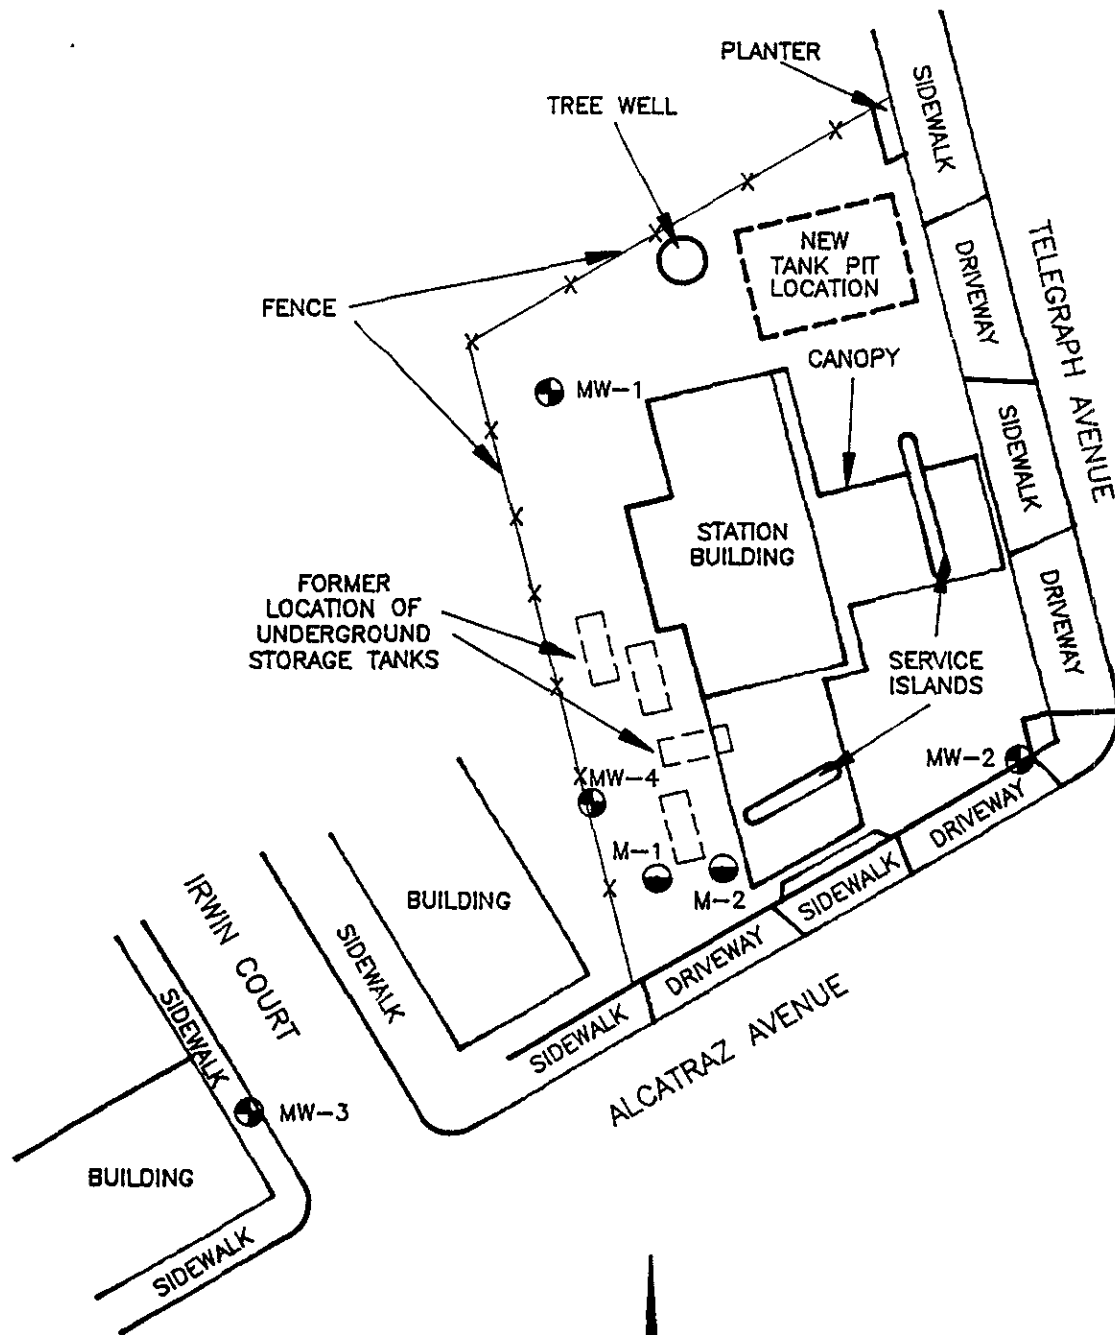 PLANTER
TREE WELL
SIDEWALK
NEW
TANK PIT
LOCATION
DRIVEWAY
TELEGRAPH AVENUE
FENCE
CANOPY
MW-1
SIDEWALK
STATION
BUILDING
FORMER
LOCATION OF
UNDERGROUND
STORAGE TANKS
DRIVEWAY
SERVICE
ISLANDS
MW-2
MW-4
DRIVEWAY
M-1
M-2
SIDEWALK
BUILDING
IRWIN COURT
SIDEWALK
DRIVEWAY
SIDEWALK
ALCATRAZ AVENUE
SIDEWALK
MW-3
BUILDING
SIDEWALK